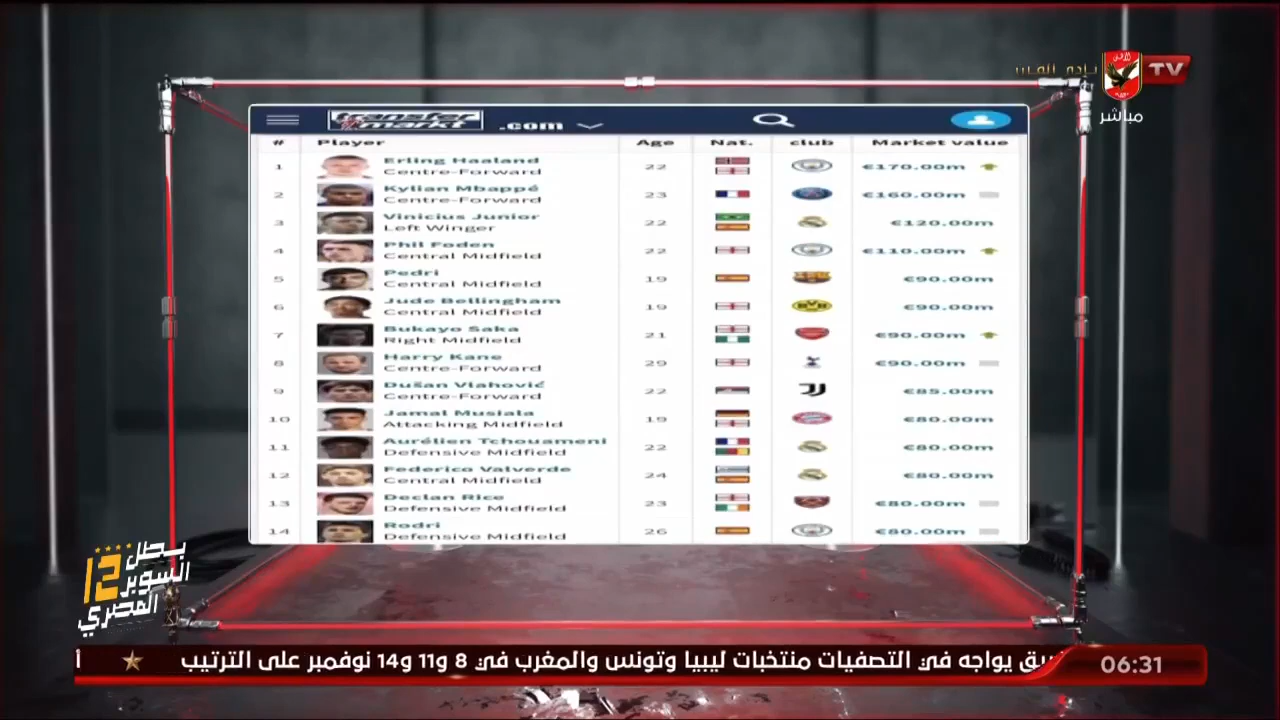 TV
نادي القرن
مباشر
transfermarkt .com
# Player Age Nat. club Market value
1 Erling Haaland 22 €170.00m
Centre-Forward
2 Kylian Mbappé 23 €160.00m
Centre-Forward
3 Vinicius Junior 22 €120.00m
Left Winger
4 Phil Foden 22 €110.00m
Central Midfield
5 Pedri 19 €90.00m
Central Midfield
6 Jude Bellingham 19 €90.00m
Central Midfield
7 Bukayo Saka 21 €90.00m
Right Midfield
8 Harry Kane 29 €90.00m
Centre-Forward
9 Dušan Vlahović 22 €85.00m
Centre-Forward
10 Jamal Musiala 19 €80.00m
Attacking Midfield
11 Aurélien Tchouameni 22 €80.00m
Defensive Midfield
12 Federico Valverde 24 €80.00m
Central Midfield
13 Declan Rice 23 €80.00m
Defensive Midfield
14 Rodri 26 €80.00m
Defensive Midfield
بطل
السوبر 12
المصري
يواجه في التصفيات منتخبات ليبيا وتونس والمغرب في 8 و11 و14 نوفمبر على الترتيب
06:31